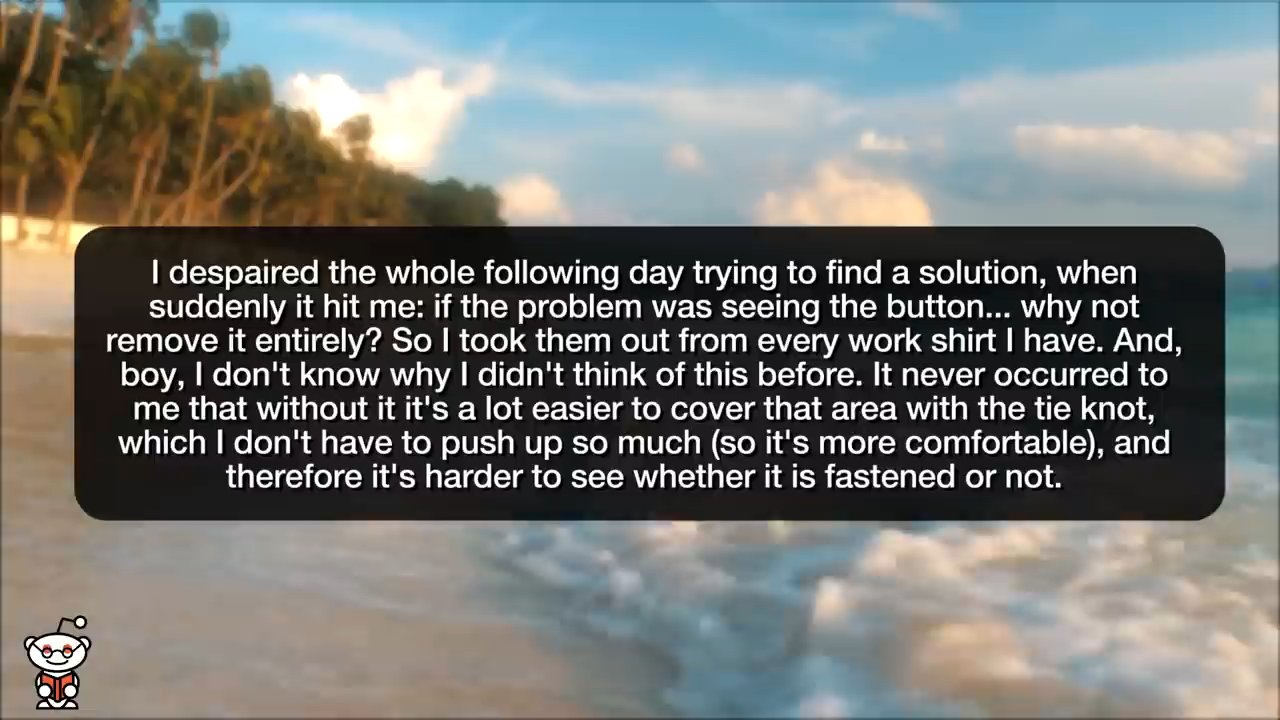 I despaired the whole following day trying to find a solution, when
suddenly it hit me: if the problem was seeing the button... why not
remove it entirely? So I took them out from every work shirt I have. And,
boy, I don't know why I didn't think of this before. It never occurred to
me that without it it's a lot easier to cover that area with the tie knot,
which I don't have to push up so much (so it's more comfortable), and
therefore it's harder to see whether it is fastened or not.